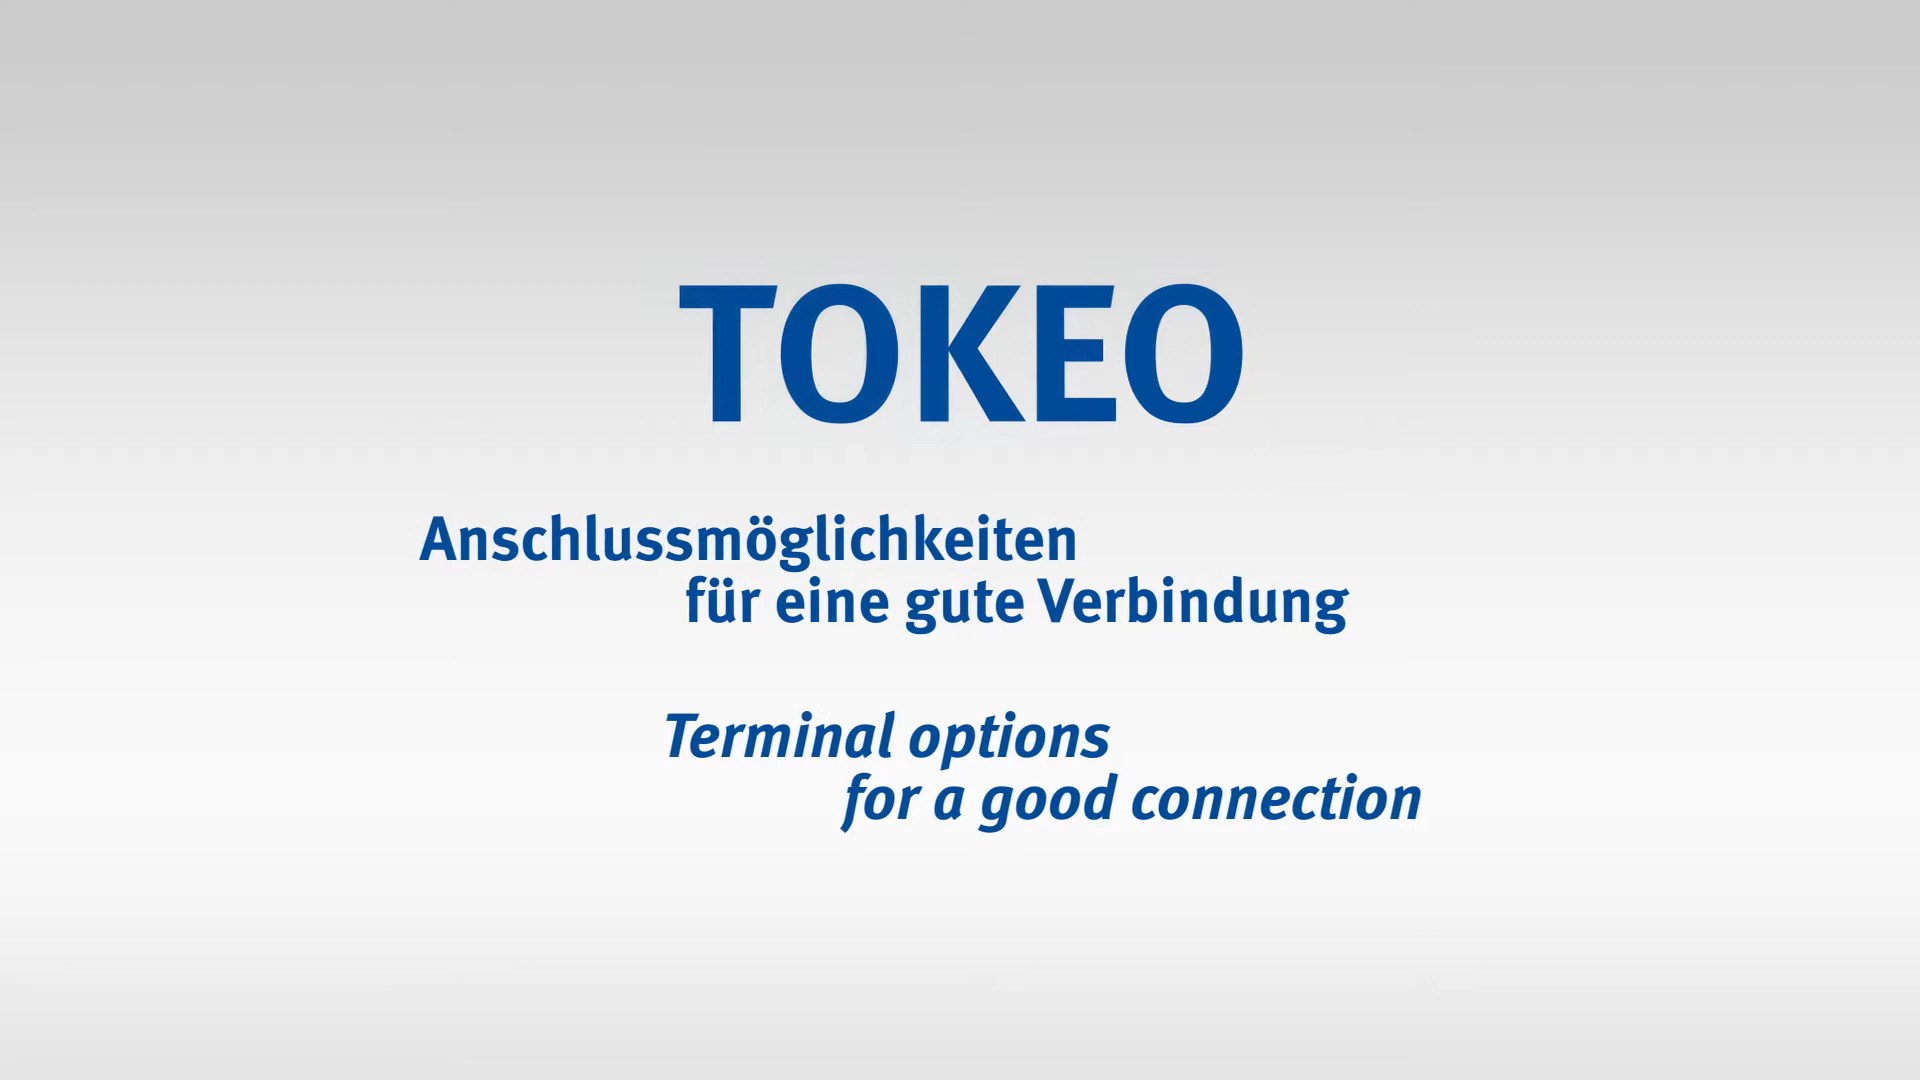 TOKEO
Anschlussmöglichkeiten
für eine gute Verbindung
Terminal options
for a good connection